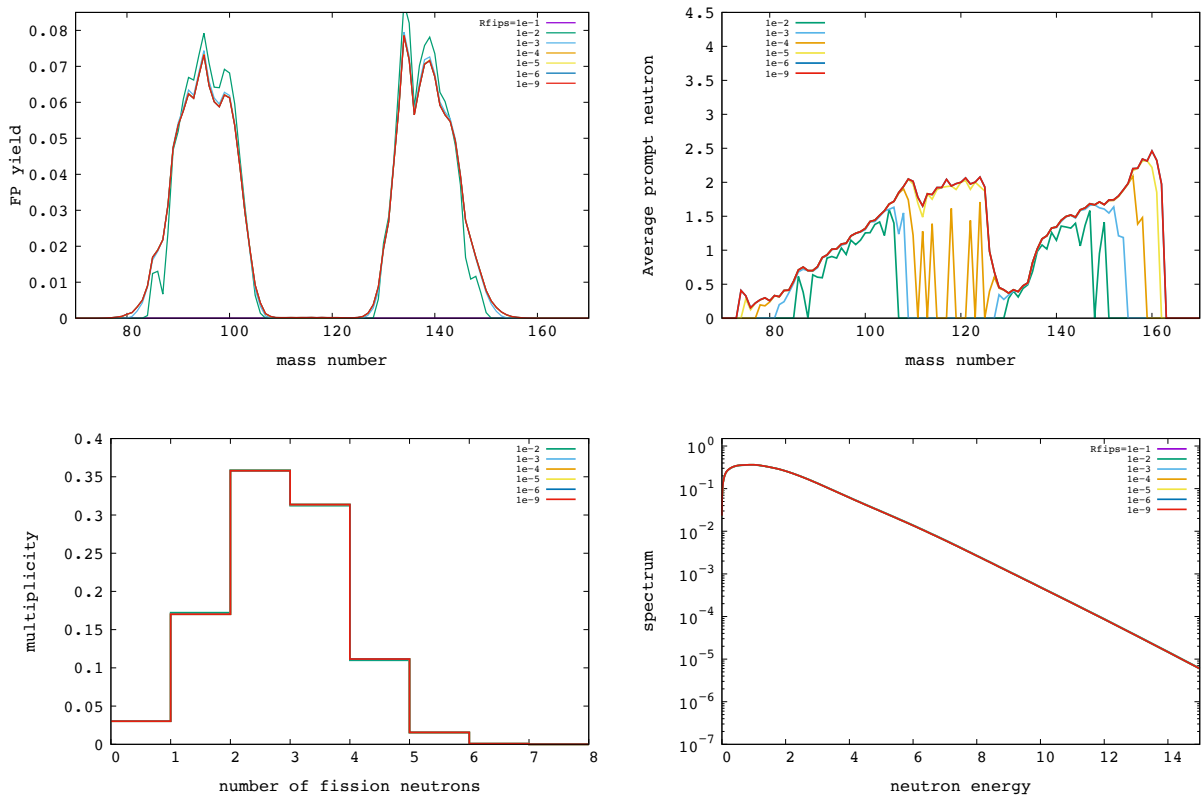 FP yield
0.08
0.07
0.06
0.05
0.04
0.03
0.02
0.01
0
80 100 120 140 160
mass number
Rfips=1e-1
1e-2
1e-3
1e-4
1e-5
1e-6
1e-9
Average prompt neutron
4.5
4
3.5
3
2.5
2
1.5
1
0.5
0
80 100 120 140 160
mass number
1e-2
1e-3
1e-4
1e-5
1e-6
1e-9
multiplicity
0.4
0.35
0.3
0.25
0.2
0.15
0.1
0.05
0
0 1 2 3 4 5 6 7 8
number of fission neutrons
1e-2
1e-3
1e-4
1e-5
1e-6
1e-9
spectrum
10⁰
10⁻¹
10⁻²
10⁻³
10⁻⁴
10⁻⁵
10⁻⁶
10⁻⁷
0 2 4 6 8 10 12 14
neutron energy
Rfips=1e-1
1e-2
1e-3
1e-4
1e-5
1e-6
1e-9